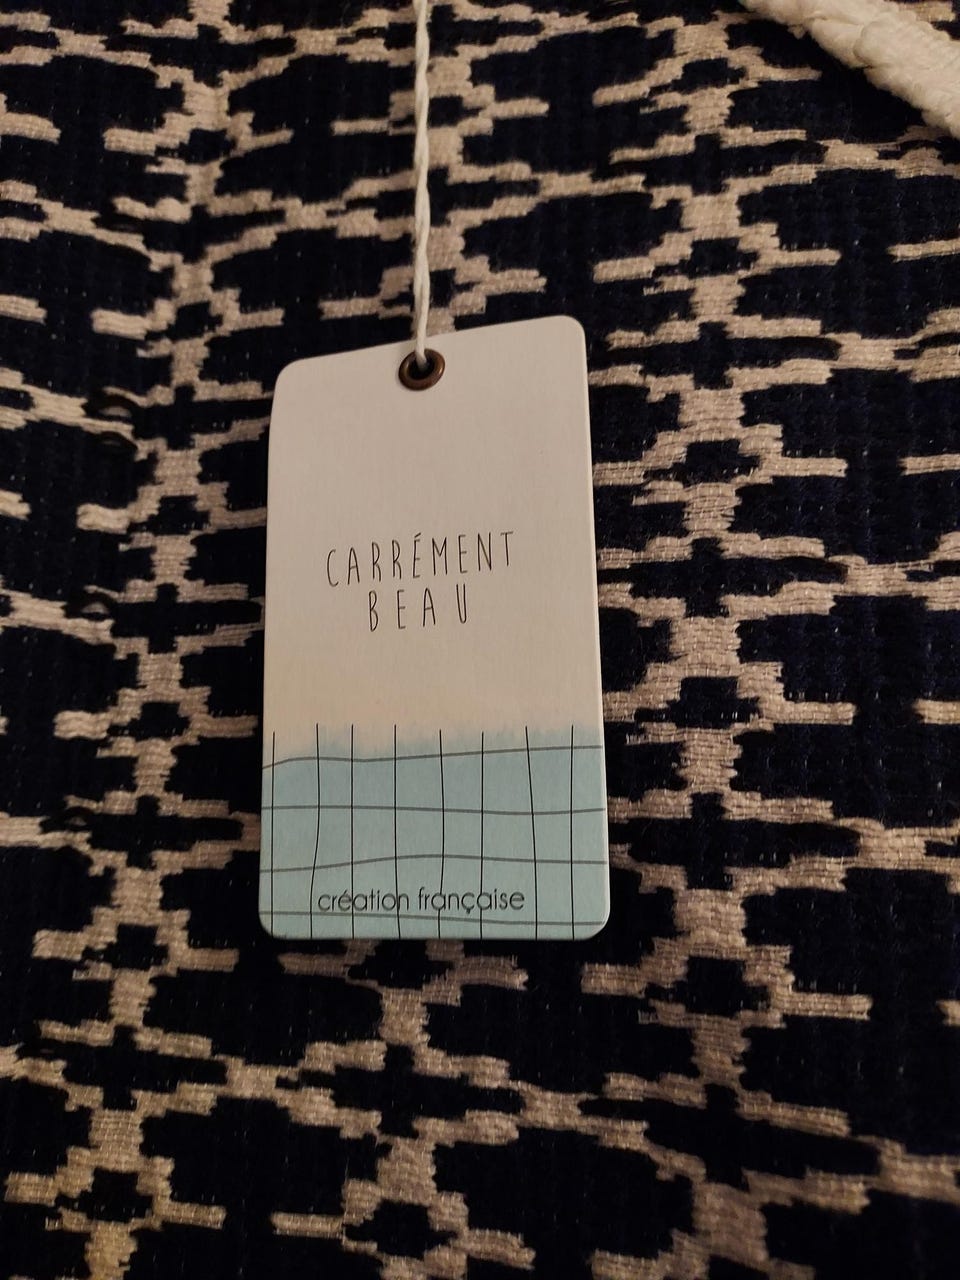 CARRÉMENT
BEAU
création française